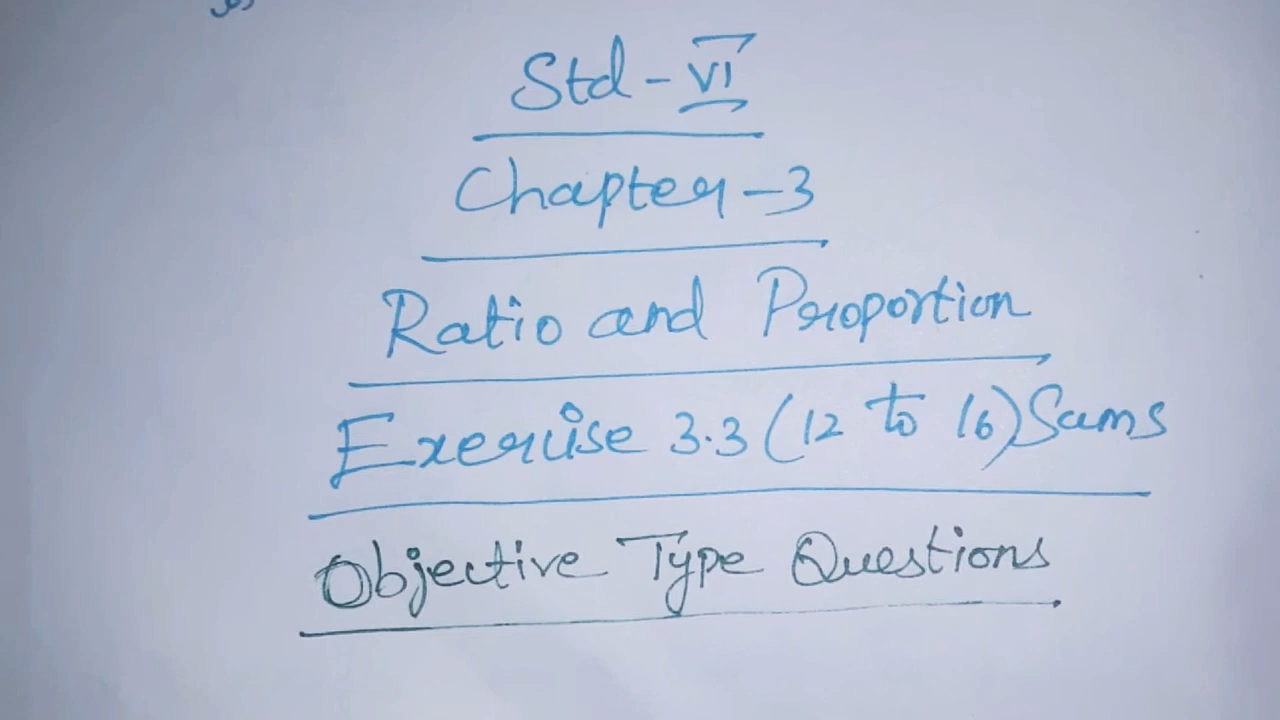 Std - VI
Chapter - 3
Ratio and Proportion
Exercise 3.3 (12 to 16) Sums
Objective Type Questions